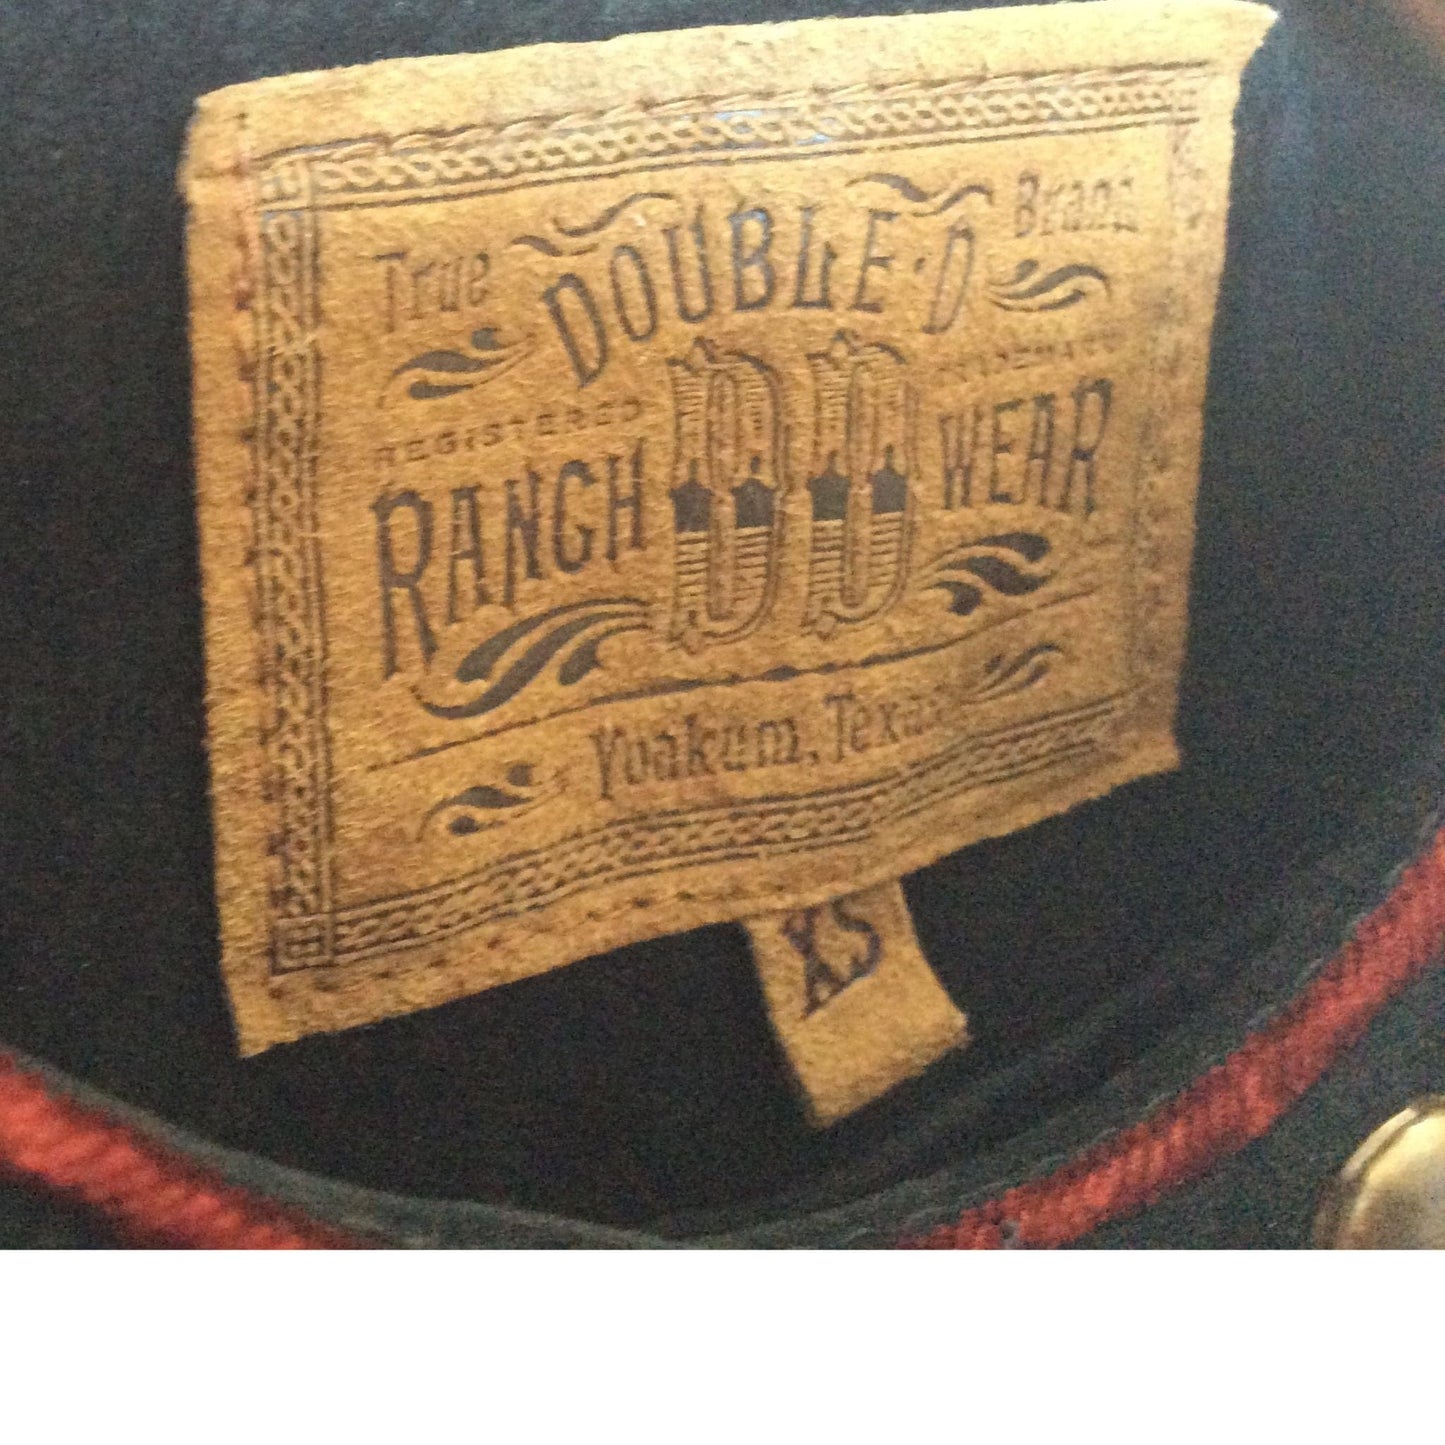 True DOUBLE·D Brand
REGISTERED DD TRADEMARK
RANCH WEAR
Yoakum, Texas
XS